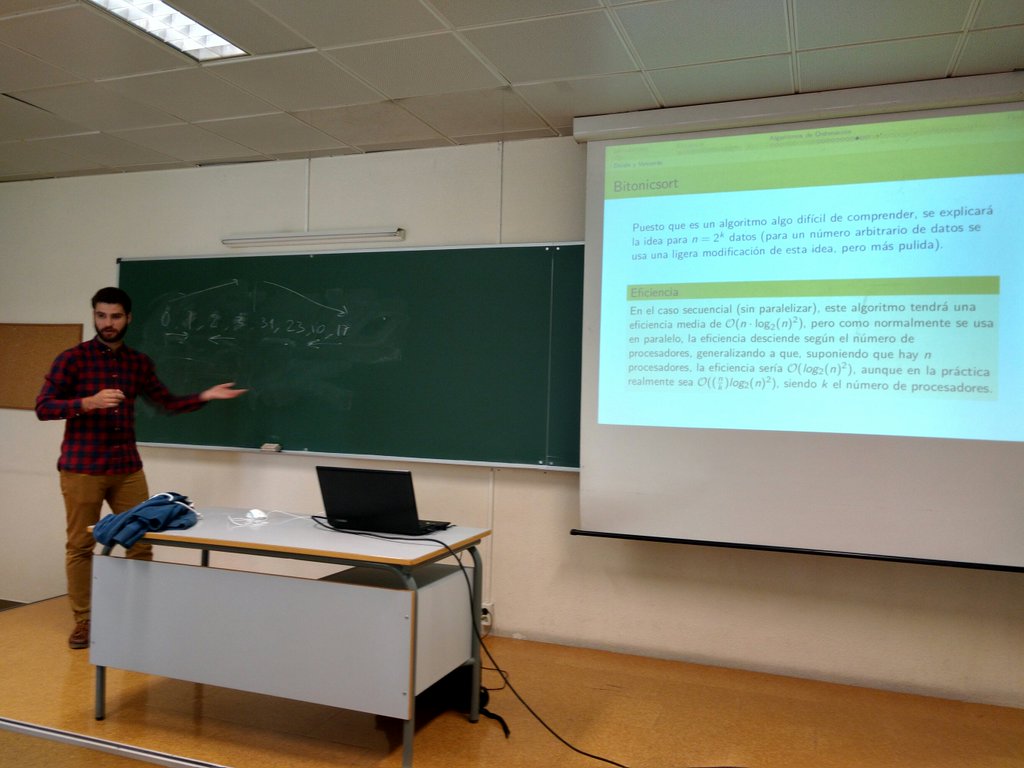 Algoritmos de Ordenación
Divide y Vencerás
Bitonicsort
Puesto que es un algoritmo algo difícil de comprender, se explicará
la idea para n = 2^k datos (para un número arbitrario de datos se
usa una ligera modificación de esta idea, pero más pulida).
Eficiencia
En el caso secuencial (sin paralelizar), este algoritmo tendrá una
eficiencia media de O(n · log₂(n)²), pero como normalmente se usa
en paralelo, la eficiencia desciende según el número de
procesadores, generalizando a que, suponiendo que hay n
procesadores, la eficiencia sería O(log₂(n)²), aunque en la práctica
realmente sea O((n/k)log₂(n)²), siendo k el número de procesadores.
2, 31, 23, 10, 17